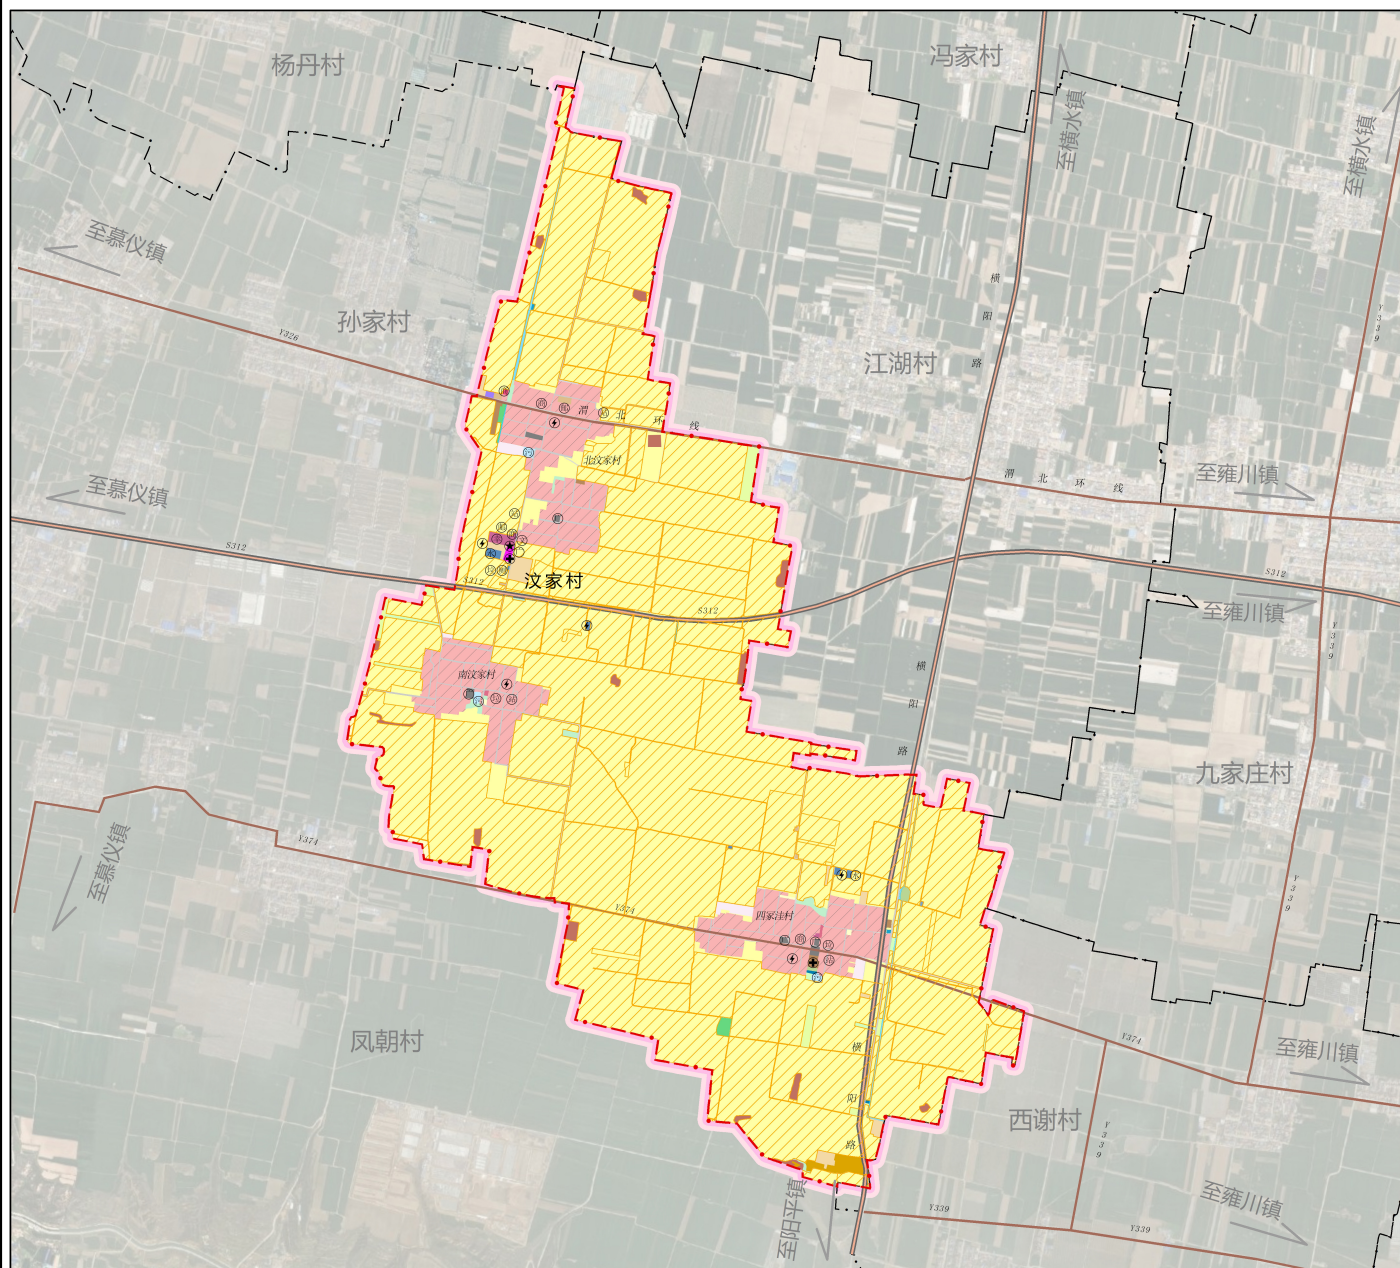 杨丹村
冯家村
至横水镇
至横水镇
至慕仪镇
横
阳
路
孙家村
Y326
Y339
江湖村
渭
北
环
线
北汶家村
至慕仪镇
渭
北
环
线
至雍川镇
S312
S312
汶家村
S312
S312
至雍川镇
Y339
南汶家村
横
阳
路
九家庄村
Y374
至慕仪镇
Y374
四家洼村
Y339
凤朝村
横
阳
路
Y374
至雍川镇
西谢村
Y339
至阳平镇
Y339
Y339
至雍川镇